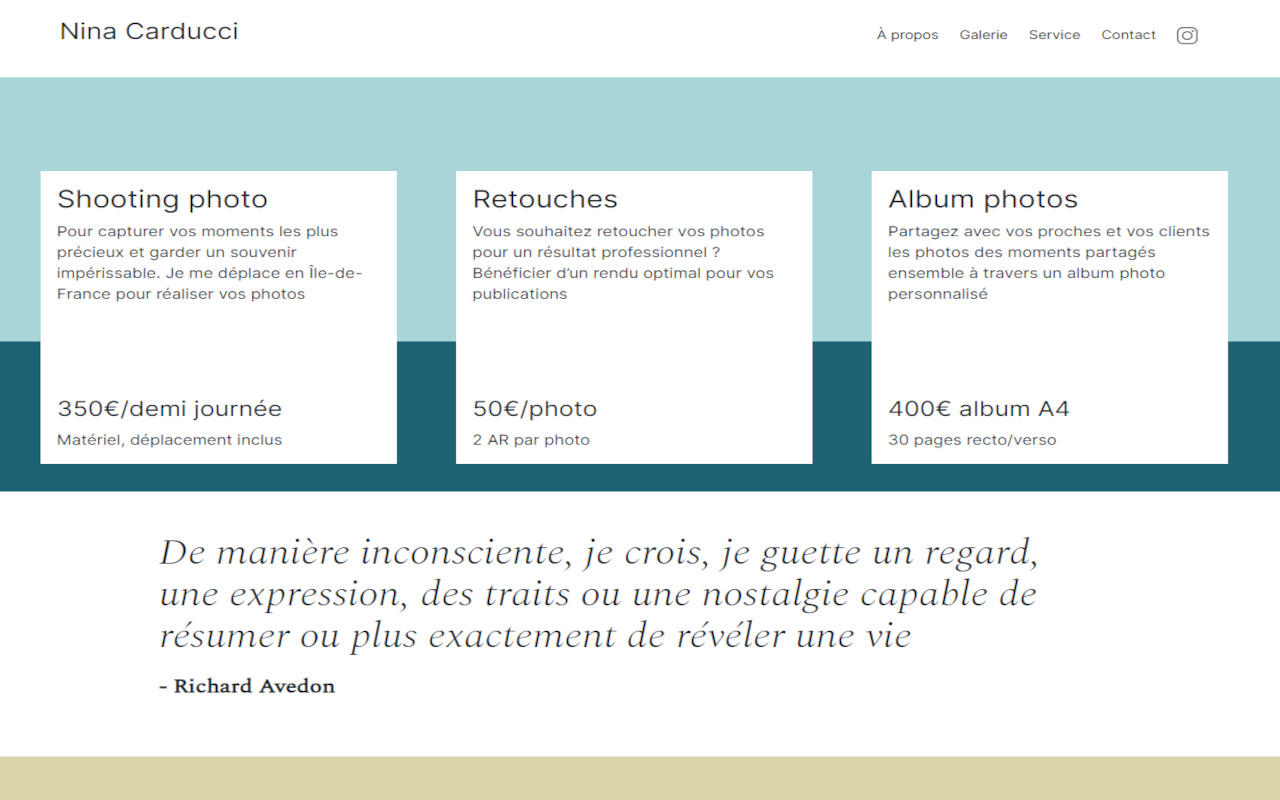 Nina Carducci
À propos Galerie Service Contact
Shooting photo
Pour capturer vos moments les plus
précieux et garder un souvenir
impérissable. Je me déplace en Île-de-
France pour réaliser vos photos
350€/demi journée
Matériel, déplacement inclus
Retouches
Vous souhaitez retoucher vos photos
pour un résultat professionnel ?
Bénéficier d'un rendu optimal pour vos
publications
50€/photo
2 AR par photo
Album photos
Partagez avec vos proches et vos clients
les photos des moments partagés
ensemble à travers un album photo
personnalisé
400€ album A4
30 pages recto/verso
De manière inconsciente, je crois, je guette un regard,
une expression, des traits ou une nostalgie capable de
résumer ou plus exactement de révéler une vie
- Richard Avedon